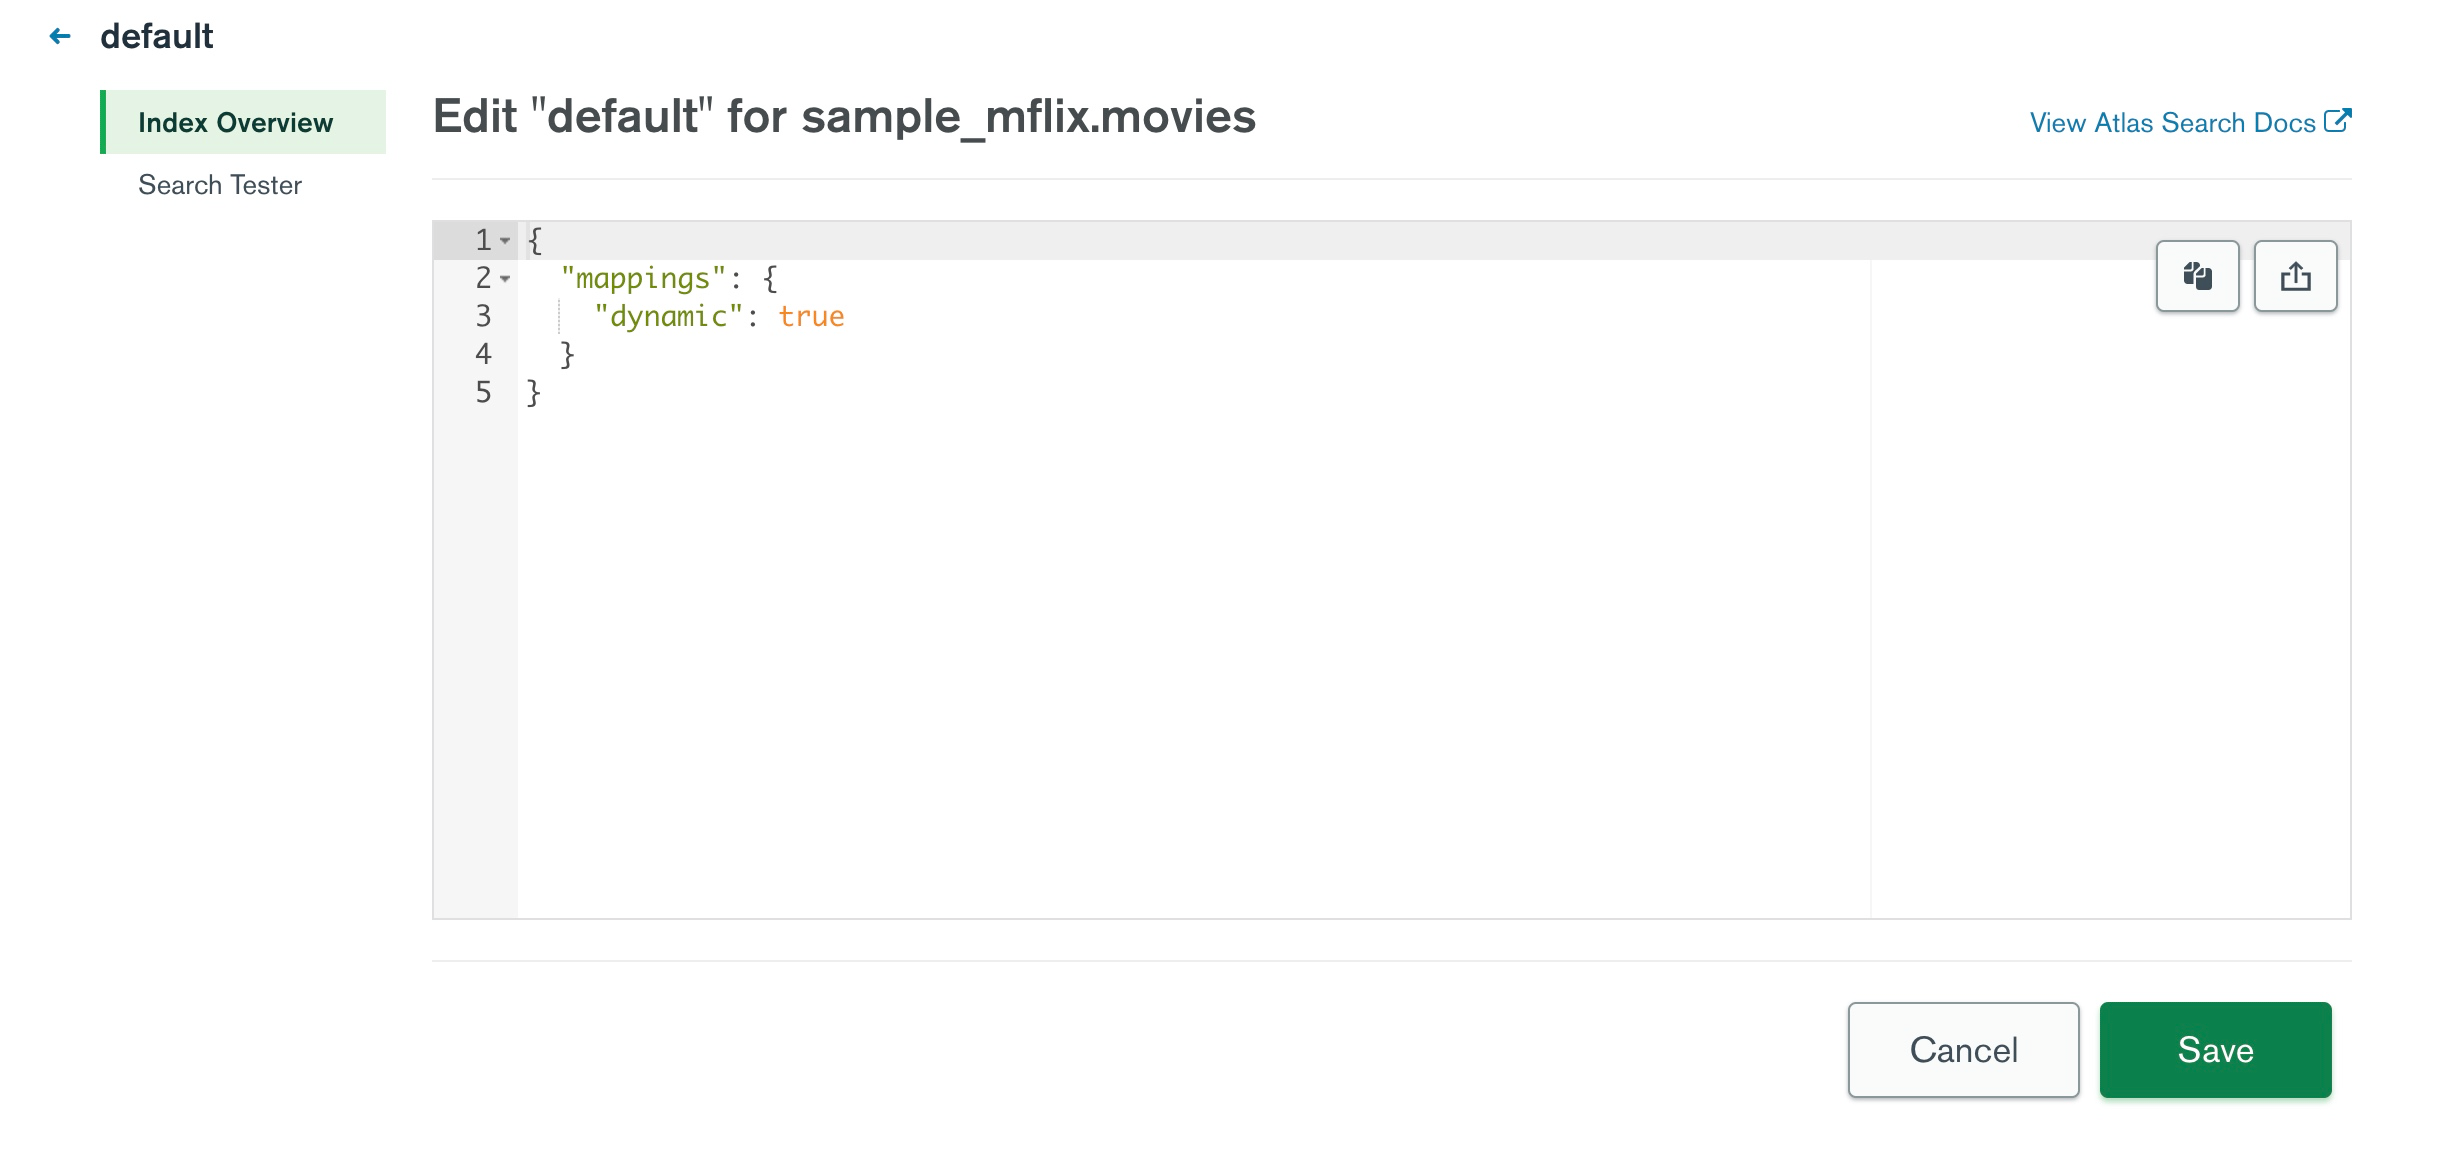 default
Index Overview
Search Tester
Edit "default" for sample_mflix.movies
View Atlas Search Docs
1 {
2   "mappings": {
3     "dynamic": true
4   }
5 }
Cancel
Save